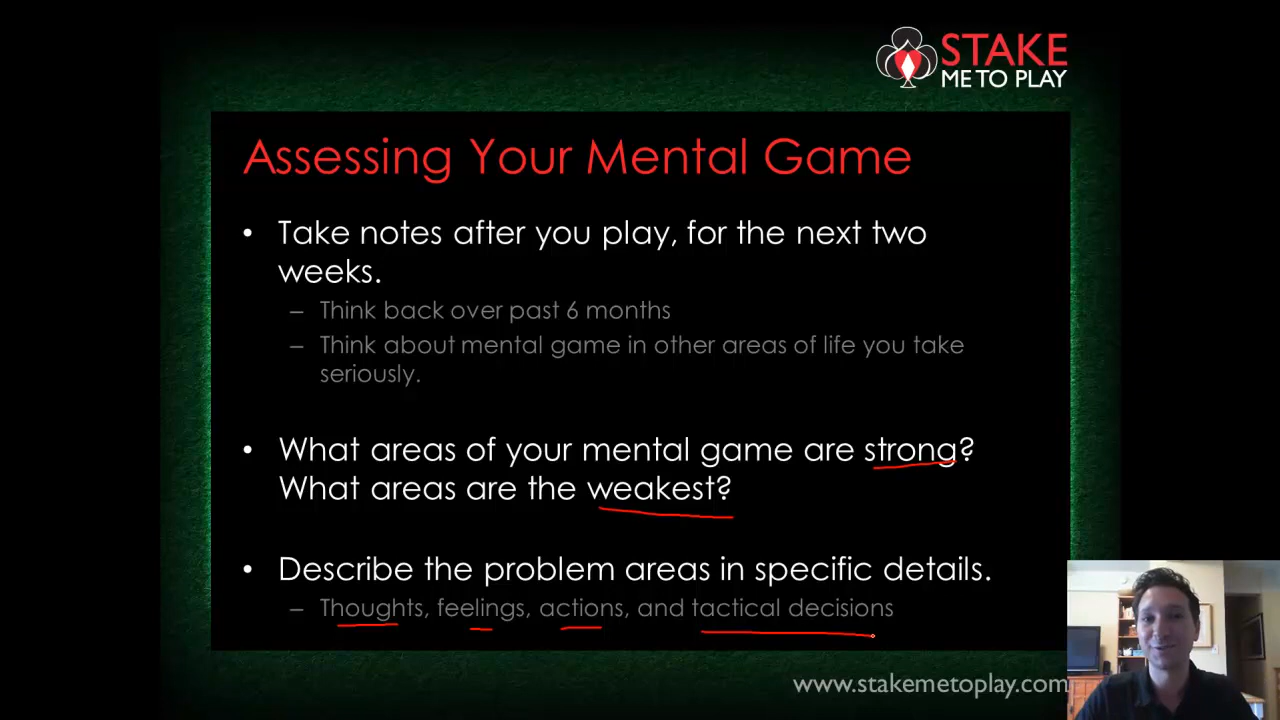 STAKE
ME TO PLAY
Assessing Your Mental Game
• Take notes after you play, for the next two
weeks.
– Think back over past 6 months
– Think about mental game in other areas of life you take
seriously.
• What areas of your mental game are strong?
What areas are the weakest?
• Describe the problem areas in specific details.
– Thoughts, feelings, actions, and tactical decisions
www.stakemetoplay.com